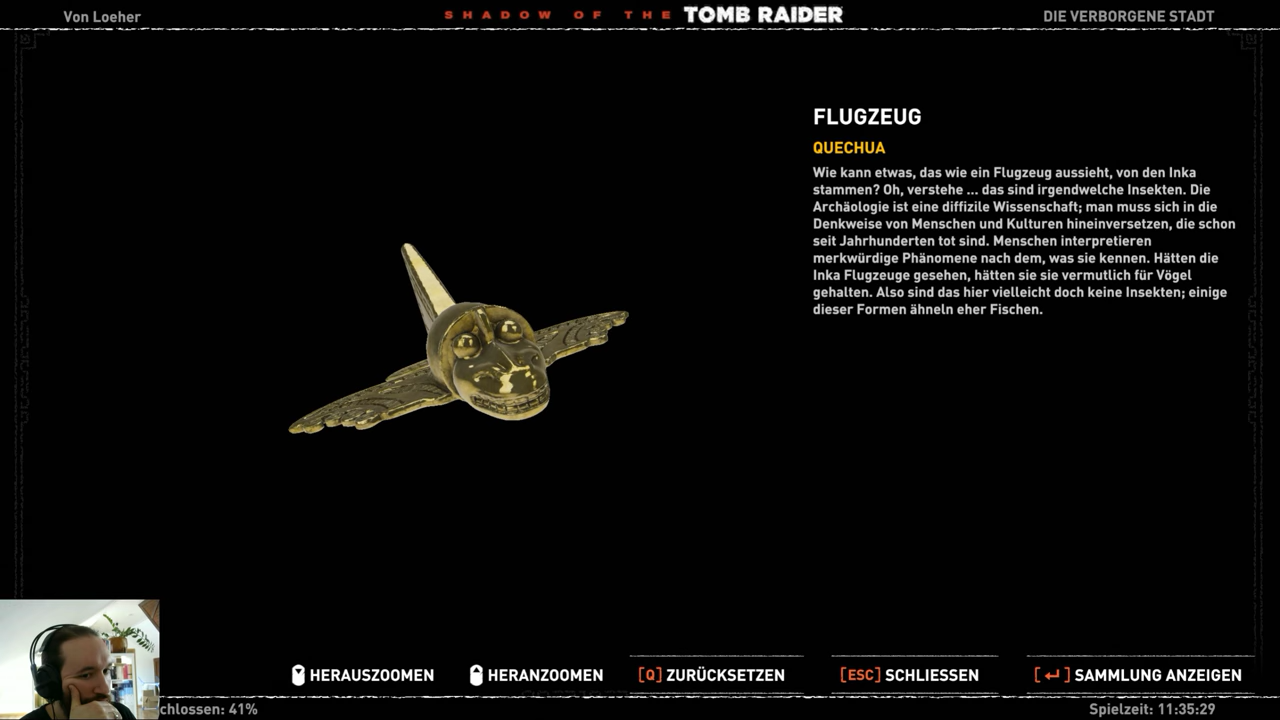 Von Loeher
SHADOW OF THE TOMB RAIDER
DIE VERBORGENE STADT
FLUGZEUG
QUECHUA
Wie kann etwas, das wie ein Flugzeug aussieht, von den Inka
stammen? Oh, verstehe ... das sind irgendwelche Insekten. Die
Archäologie ist eine diffizile Wissenschaft; man muss sich in die
Denkweise von Menschen und Kulturen hineinversetzen, die schon
seit Jahrhunderten tot sind. Menschen interpretieren
merkwürdige Phänomene nach dem, was sie kennen. Hätten die
Inka Flugzeuge gesehen, hätten sie sie vermutlich für Vögel
gehalten. Also sind das hier vielleicht doch keine Insekten; einige
dieser Formen ähneln eher Fischen.
HERAUSZOOMEN
HERANZOOMEN
[Q] ZURÜCKSETZEN
[ESC] SCHLIESSEN
[↵] SAMMLUNG ANZEIGEN
chlossen: 41%
Spielzeit: 11:35:29